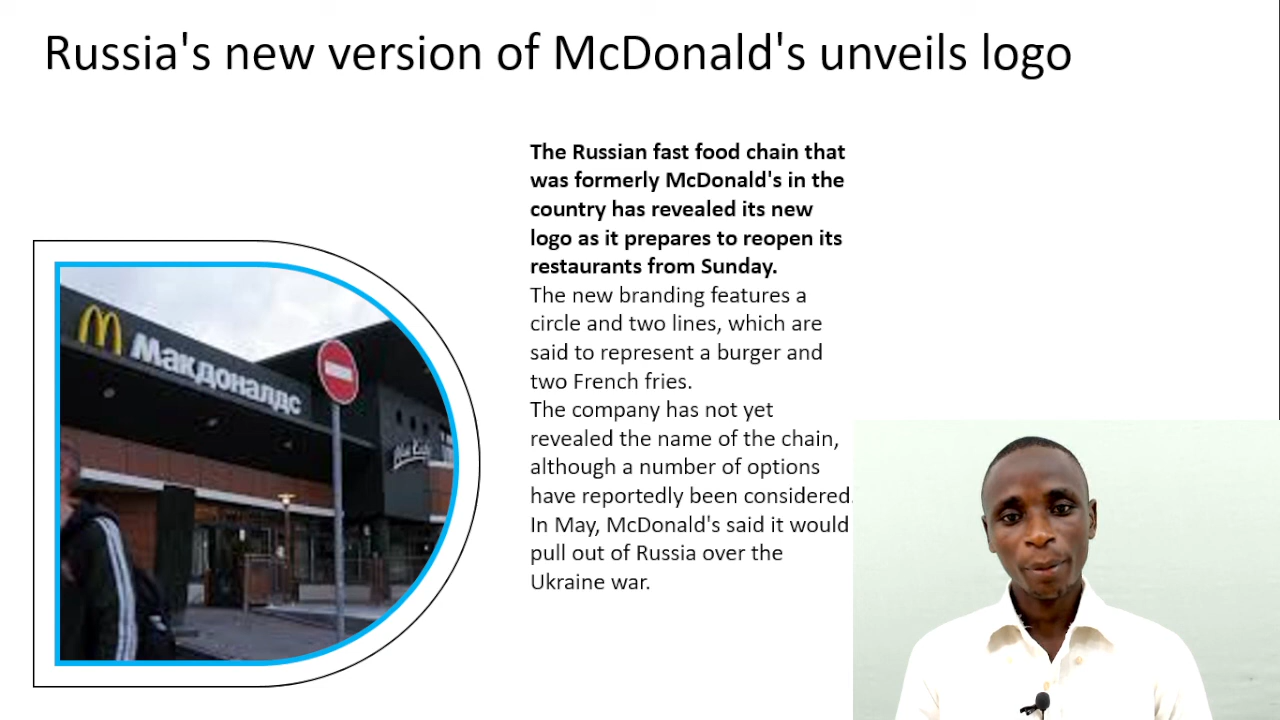 Russia's new version of McDonald's unveils logo
The Russian fast food chain that
was formerly McDonald's in the
country has revealed its new
logo as it prepares to reopen its
restaurants from Sunday.
The new branding features a
circle and two lines, which are
said to represent a burger and
two French fries.
The company has not yet
revealed the name of the chain,
although a number of options
have reportedly been considered.
In May, McDonald's said it would
pull out of Russia over the
Ukraine war.
Макдоналдс